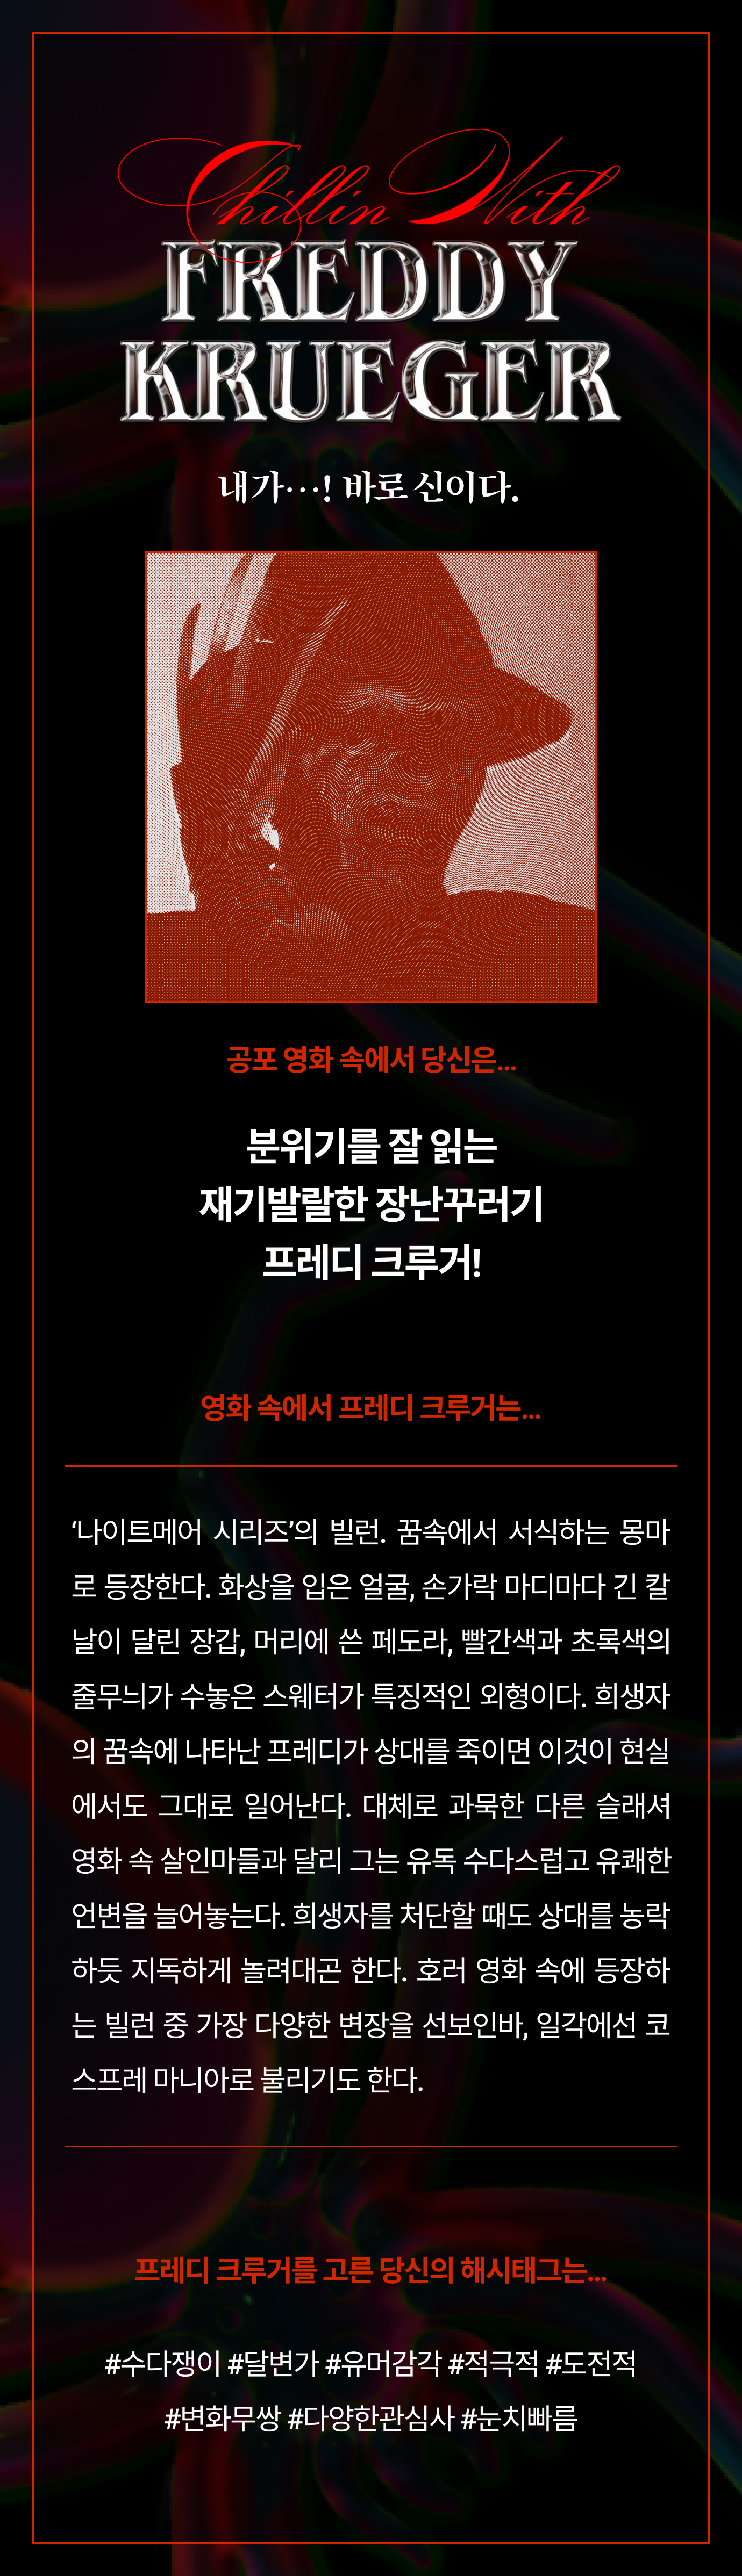 Chillin With
FREDDY
KRUEGER
내가…! 바로 신이다.
공포 영화 속에서 당신은...
분위기를 잘 읽는
재기발랄한 장난꾸러기
프레디 크루거!
영화 속에서 프레디 크루거는...
‘나이트메어 시리즈’의 빌런. 꿈속에서 서식하는 몽마
로 등장한다. 화상을 입은 얼굴, 손가락 마디마다 긴 칼
날이 달린 장갑, 머리에 쓴 페도라, 빨간색과 초록색의
줄무늬가 수놓은 스웨터가 특징적인 외형이다. 희생자
의 꿈속에 나타난 프레디가 상대를 죽이면 이것이 현실
에서도 그대로 일어난다. 대체로 과묵한 다른 슬래셔
영화 속 살인마들과 달리 그는 유독 수다스럽고 유쾌한
언변을 늘어놓는다. 희생자를 처단할 때도 상대를 농락
하듯 지독하게 놀려대곤 한다. 호러 영화 속에 등장하
는 빌런 중 가장 다양한 변장을 선보인바, 일각에선 코
스프레 마니아로 불리기도 한다.
프레디 크루거를 고른 당신의 해시태그는...
#수다쟁이 #달변가 #유머감각 #적극적 #도전적
#변화무쌍 #다양한관심사 #눈치빠름